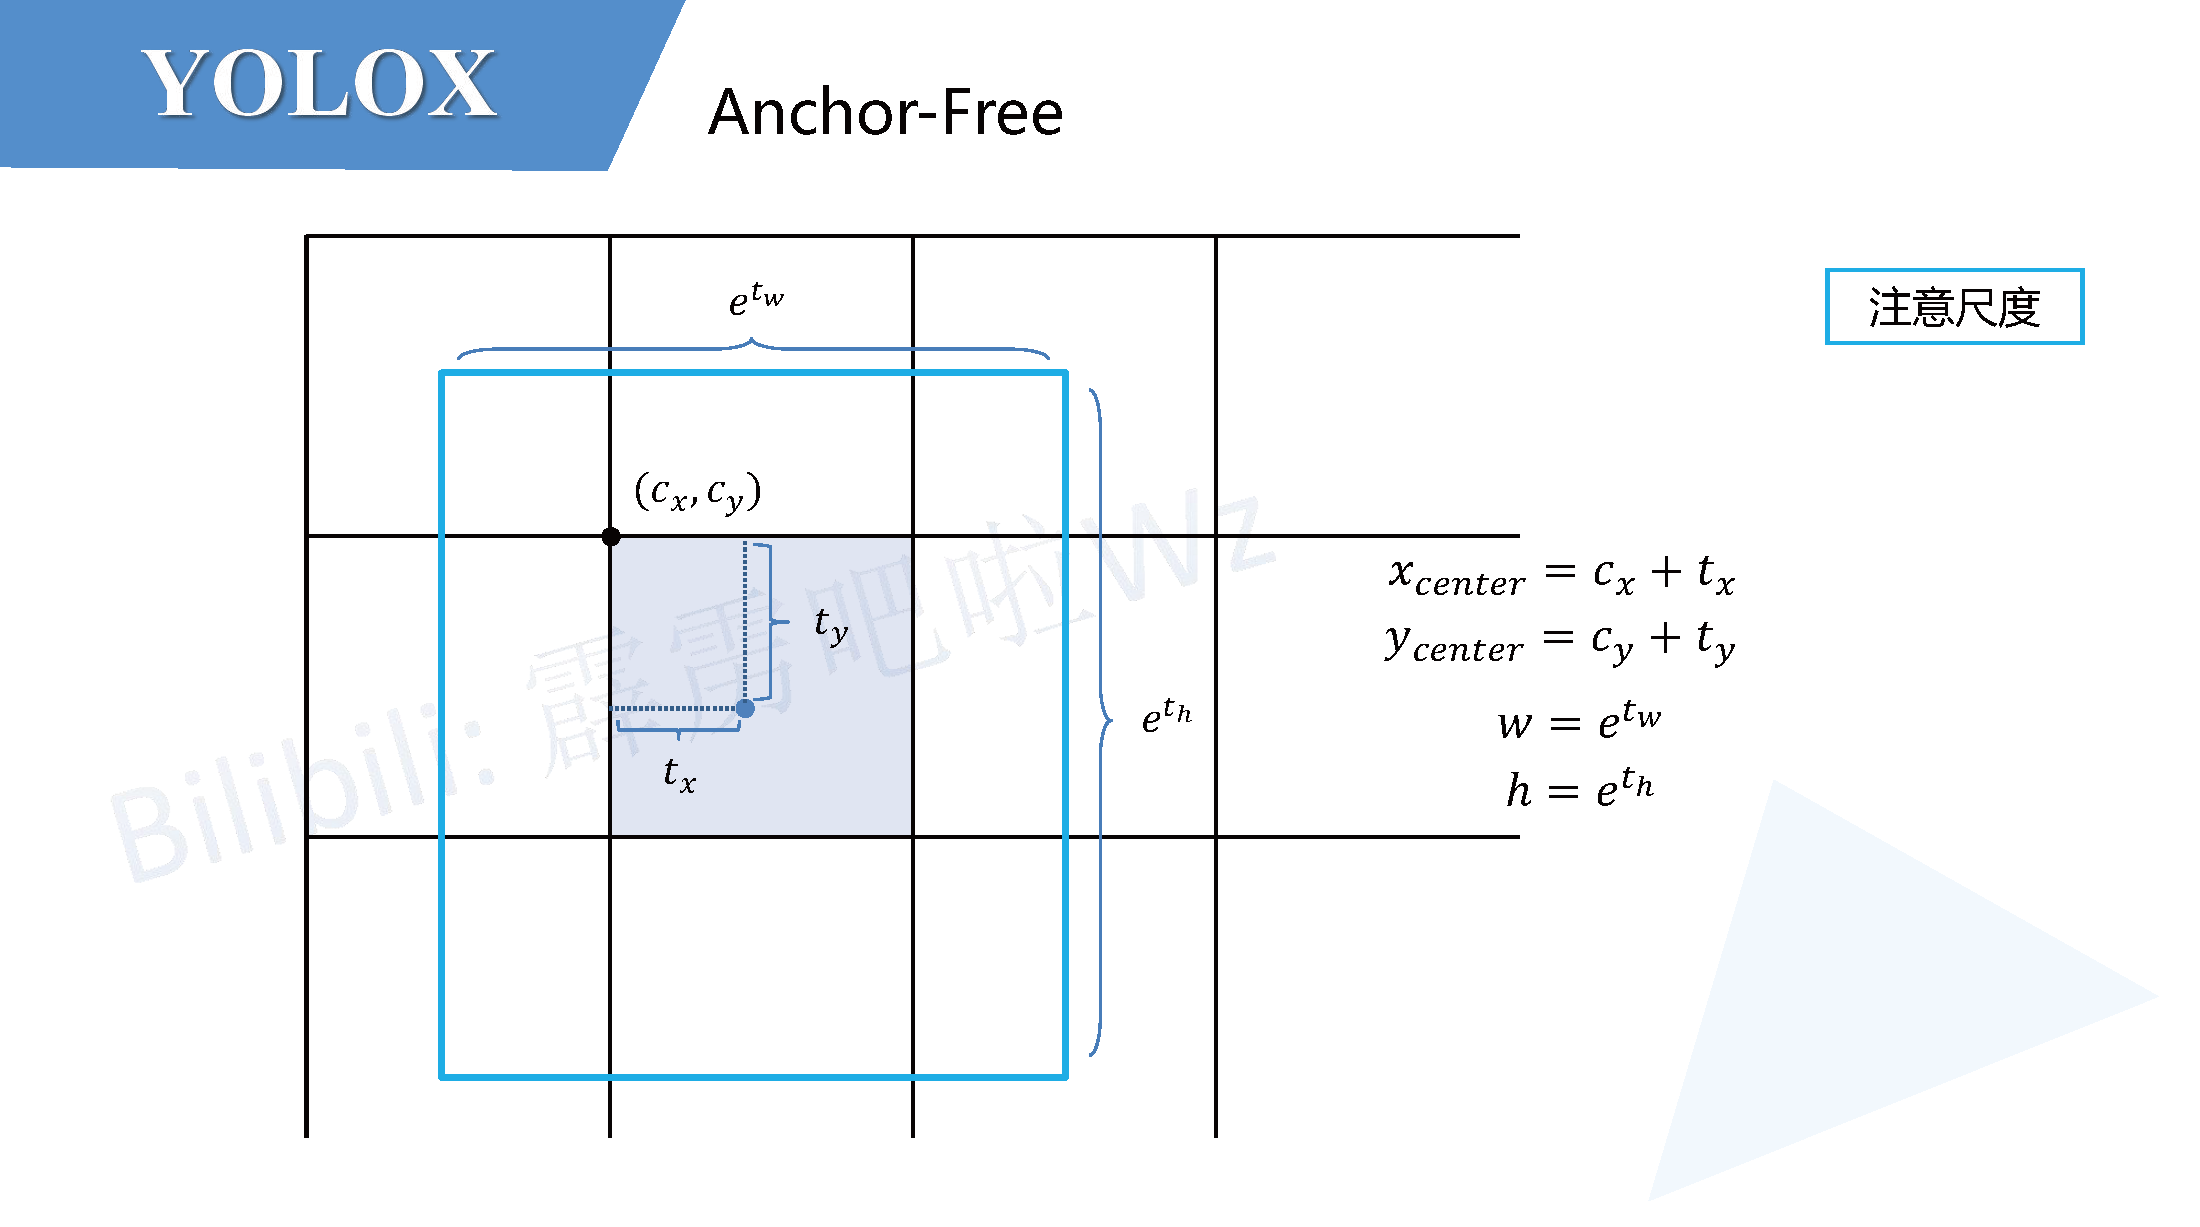 YOLOX
Anchor-Free
注意尺度
e^{t_w}
(c_x, c_y)
t_y
t_x
e^{t_h}
x_{center} = c_x + t_x
y_{center} = c_y + t_y
w = e^{t_w}
h = e^{t_h}
Bilibili: 霹雳吧啦Wz